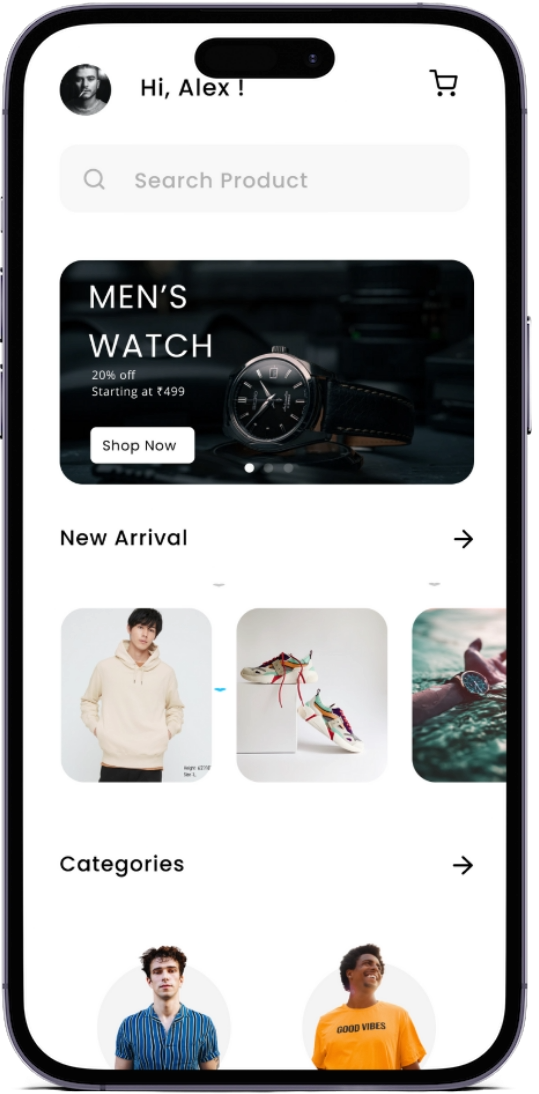 Hi, Alex !
Search Product
MEN’S
WATCH
20% off
Starting at ₹499
Shop Now
New Arrival
Categories
GOOD VIBES.